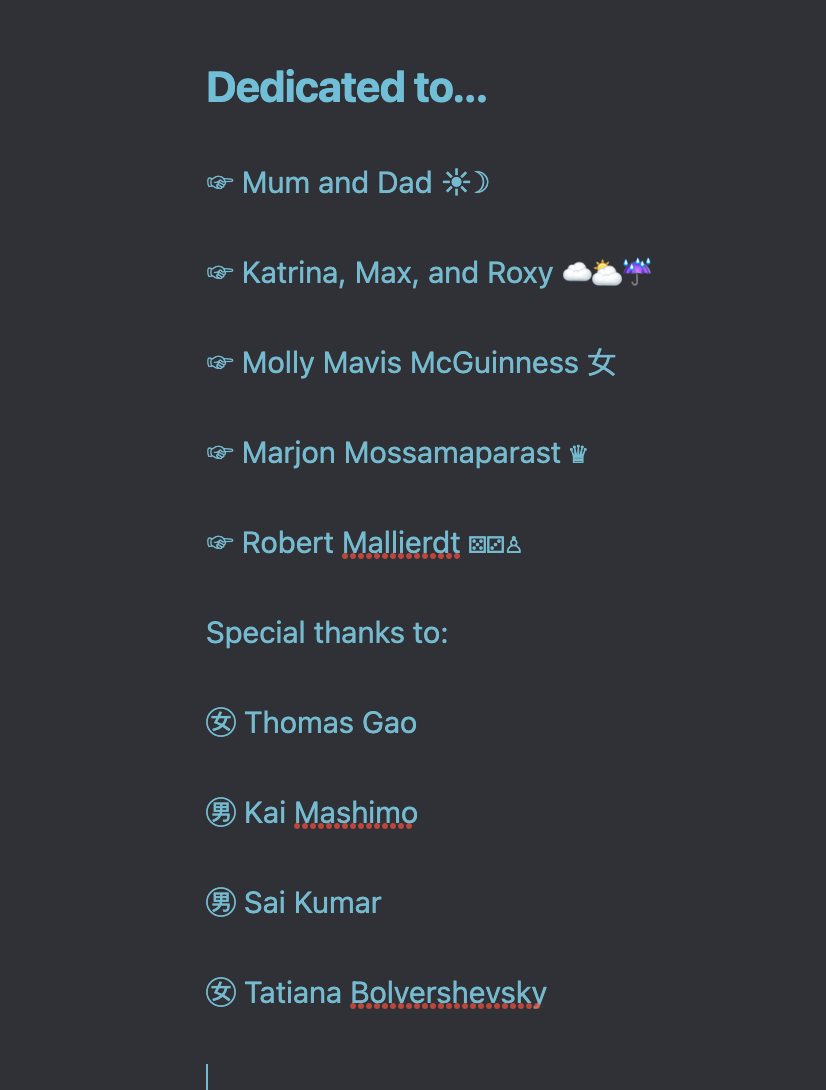 Dedicated to...
☞ Mum and Dad ☀☽
☞ Katrina, Max, and Roxy ☁️⛅️☔️
☞ Molly Mavis McGuinness 女
☞ Marjon Mossamaparast ♛
☞ Robert Mallierdt ⚄⚂♙
Special thanks to:
㊛ Thomas Gao
㊚ Kai Mashimo
㊚ Sai Kumar
㊛ Tatiana Bolvershevsky